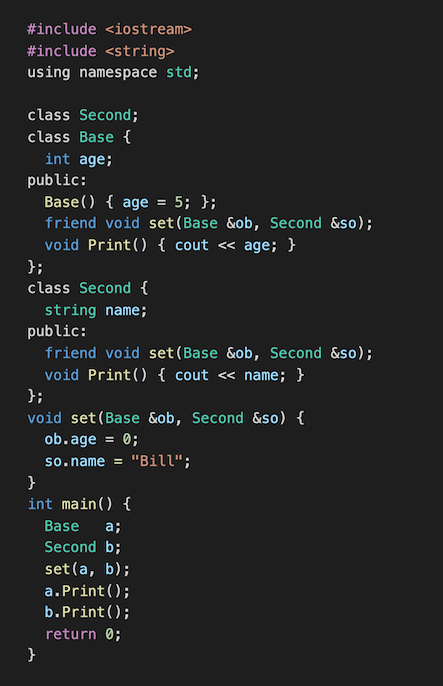 #include <iostream>
#include <string>
using namespace std;

class Second;
class Base {
  int age;
public:
  Base() { age = 5; };
  friend void set(Base &ob, Second &so);
  void Print() { cout << age; }
};
class Second {
  string name;
public:
  friend void set(Base &ob, Second &so);
  void Print() { cout << name; }
};
void set(Base &ob, Second &so) {
  ob.age = 0;
  so.name = "Bill";
}
int main() {
  Base   a;
  Second b;
  set(a, b);
  a.Print();
  b.Print();
  return 0;
}